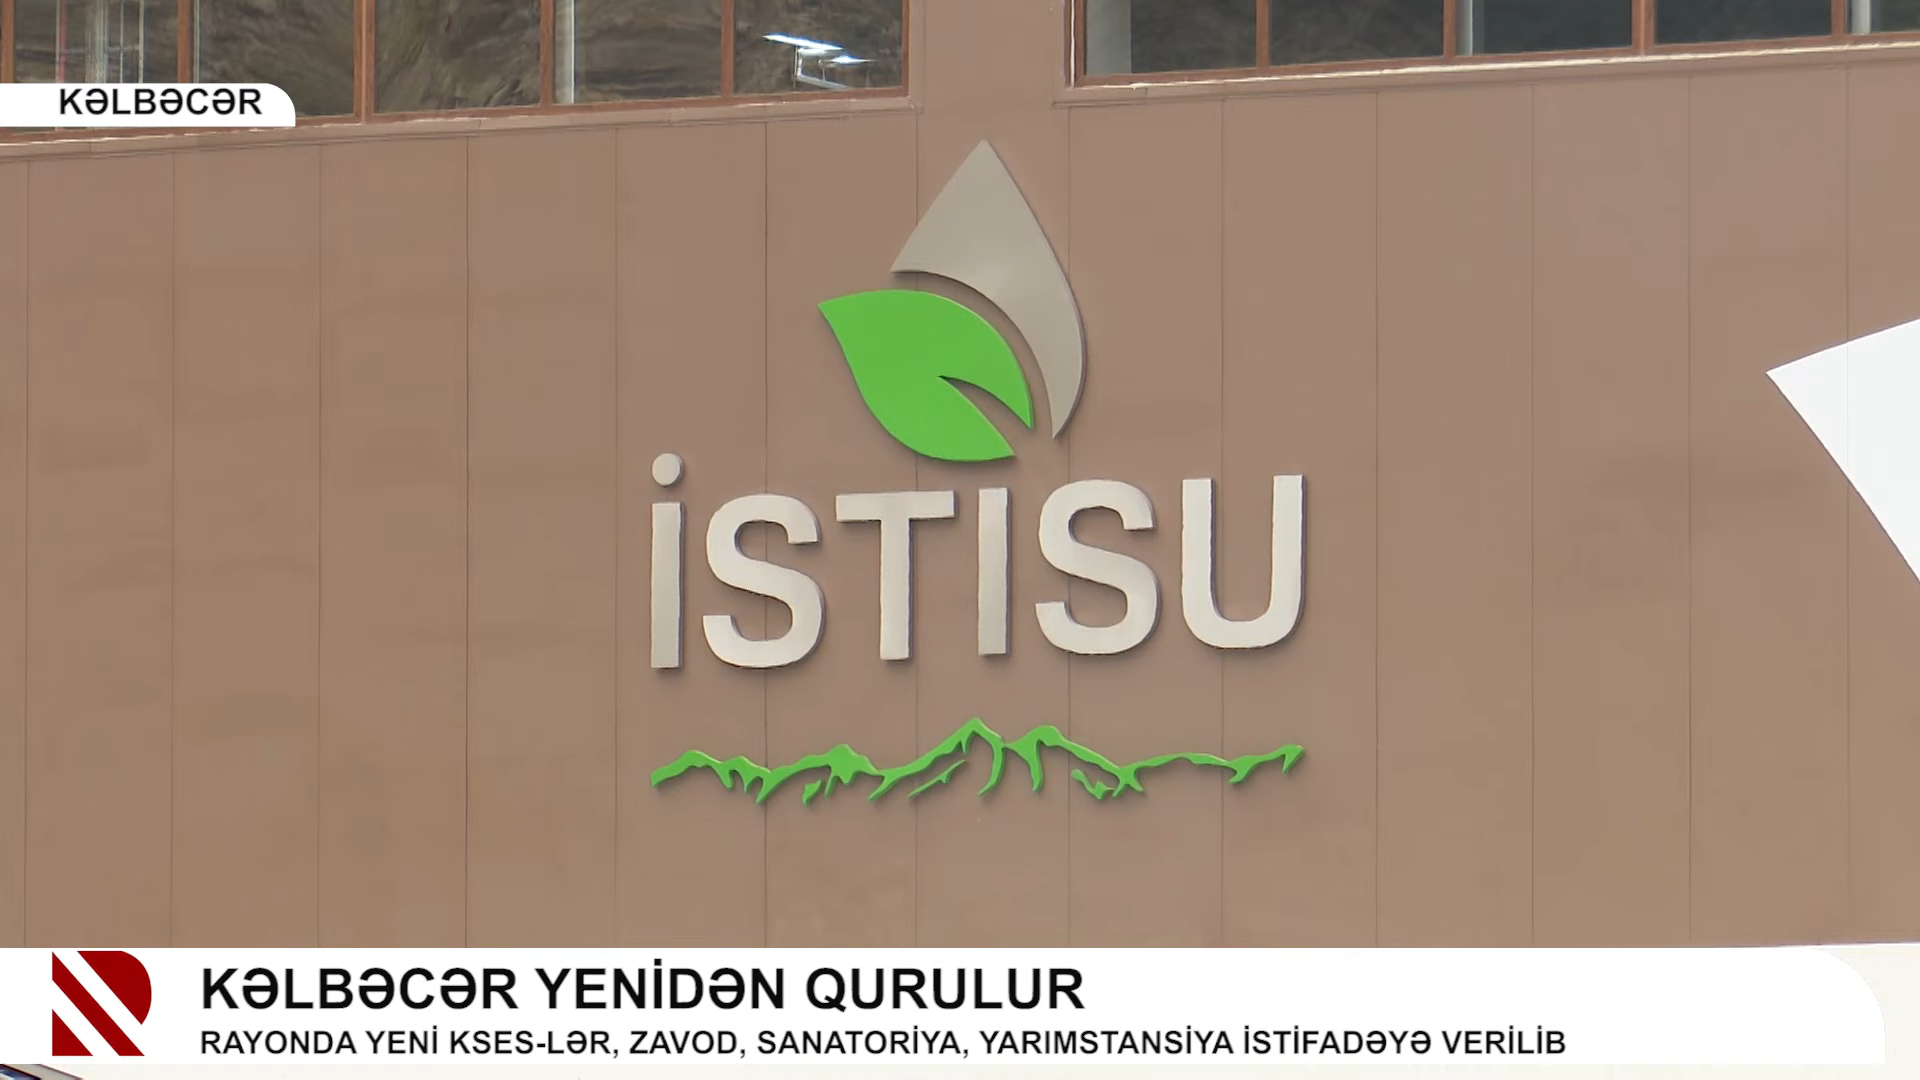 KƏLBƏCƏR
İSTISU
KƏLBƏCƏR YENİDƏN QURULUR
RAYONDA YENİ KSES-LƏR, ZAVOD, SANATORİYA, YARIMSTANSİYA İSTİFADƏYƏ VERİLİB